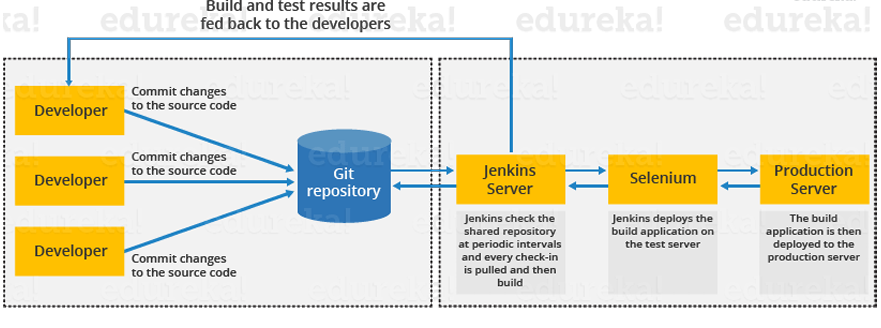 Build and test results are
fed back to the developers
edureka!
edureka!
edureka!
edureka!
Developer
Commit changes
to the source code
Developer
Commit changes
to the source code
Developer
Commit changes
to the source code
Git
repository
Jenkins
Server
Selenium
Production
Server
Jenkins check the
shared repository
at periodic intervals
and every check-in
is pulled and then
build
Jenkins deploys the
build application on
the test server
The build
application is then
deployed to the
production server